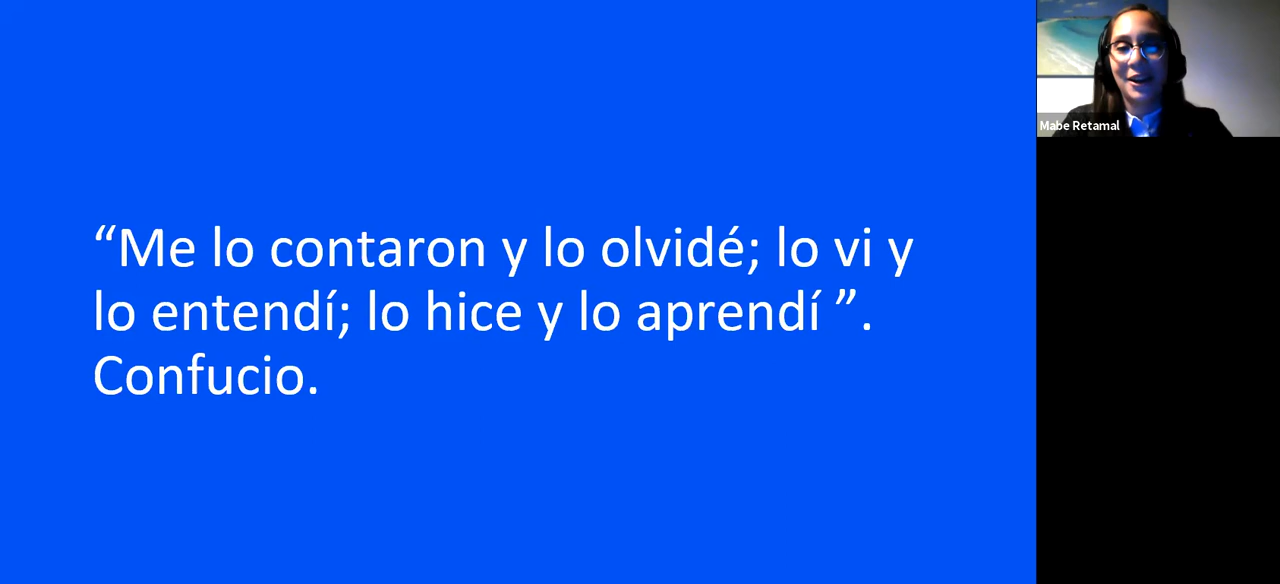 “Me lo contaron y lo olvidé; lo vi y
lo entendí; lo hice y lo aprendí ”.
Confucio.
Mabe Retamal